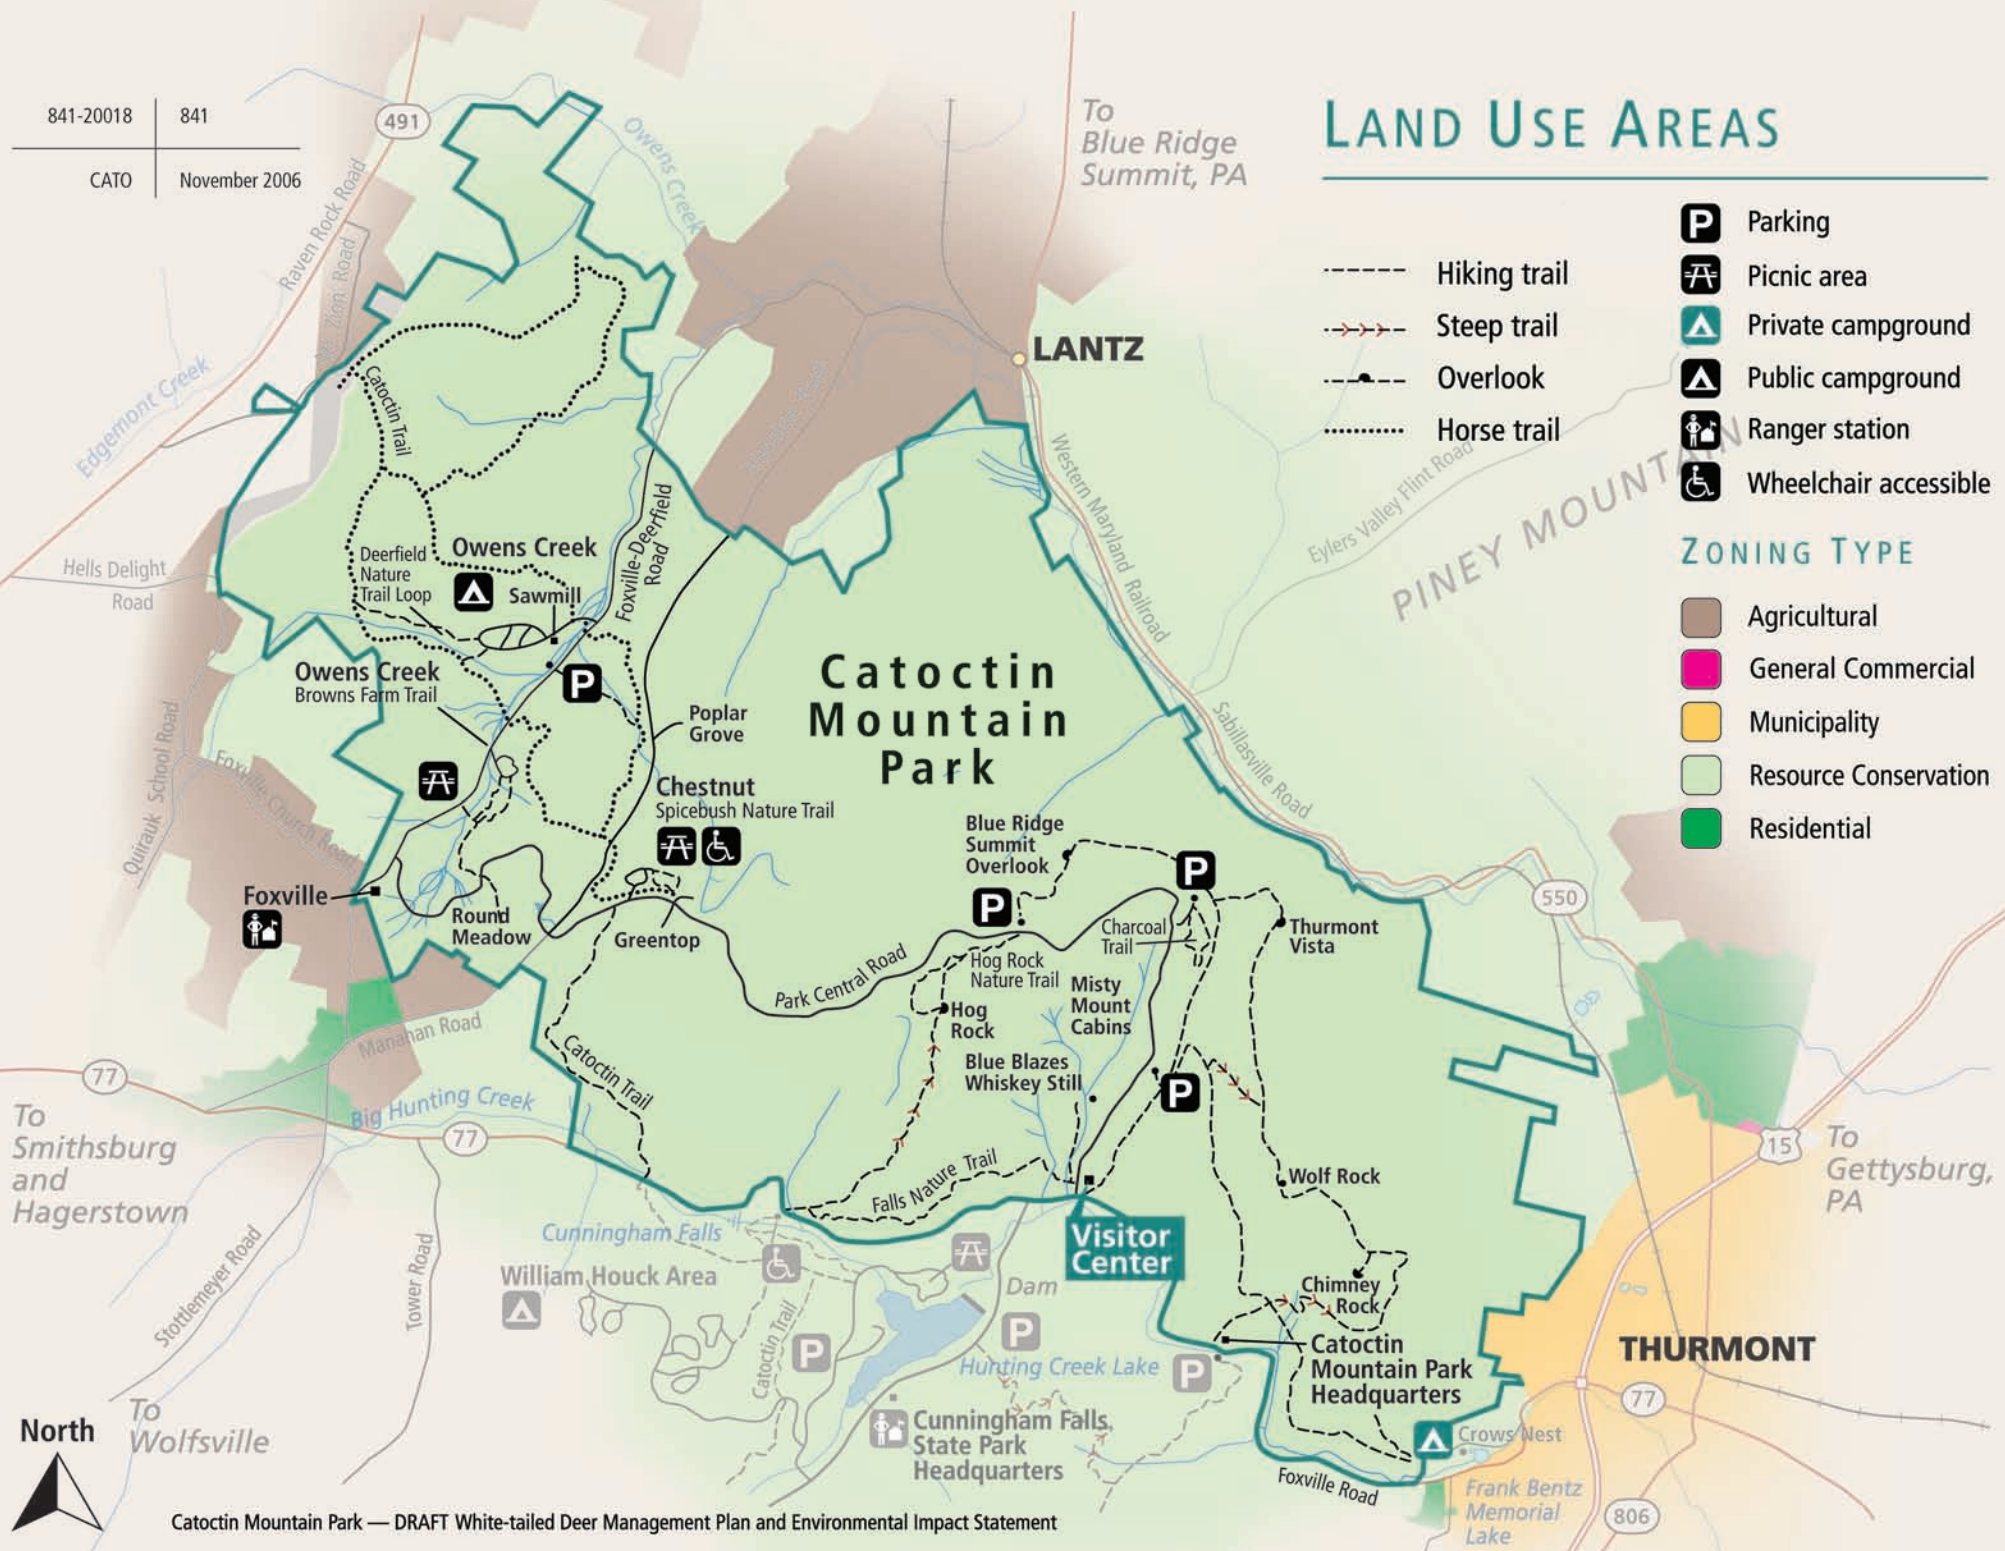 841-20018
841
CATO
November 2006
491
Raven Rock Road
Mt. Zion Road
Owens Creek
To
Blue Ridge
Summit, PA
LAND USE AREAS
Hiking trail
Steep trail
Overlook
Horse trail
P
Parking
Picnic area
Private campground
Public campground
Ranger station
Wheelchair accessible
ZONING TYPE
Agricultural
General Commercial
Municipality
Resource Conservation
Residential
LANTZ
Edgemont Creek
Catoctin Trail
Western Maryland Railroad
Eylers Valley Flint Road
PINEY MOUNTAIN
Hells Delight
Road
Deerfield
Nature
Trail Loop
Owens Creek
Sawmill
Foxville-Deerfield
Road
Owens Creek
Browns Farm Trail
P
Poplar
Grove
Catoctin
Mountain
Park
Sabillasville Road
Quirauk School Road
Foxville Church Road
Chestnut
Spicebush Nature Trail
Blue Ridge
Summit
Overlook
P
P
Foxville
Round
Meadow
Greentop
Charcoal
Trail
Thurmont
Vista
550
Park Central Road
Hog Rock
Nature Trail
Misty
Mount
Cabins
Hog
Rock
Manahan Road
Catoctin Trail
Blue Blazes
Whiskey Still
P
77
To
Smithsburg
and
Hagerstown
Big Hunting Creek
77
15
To
Gettysburg,
PA
Falls Nature Trail
Wolf Rock
Cunningham Falls
Visitor
Center
Stottlemeyer Road
Tower Road
William Houck Area
Dam
Chimney
Rock
Catoctin Trail
P
P
P
Hunting Creek Lake
Catoctin
Mountain Park
Headquarters
THURMONT
77
North
To
Wolfsville
Cunningham Falls
State Park
Headquarters
Crows Nest
Foxville Road
Frank Bentz
Memorial
Lake
806
Catoctin Mountain Park — DRAFT White-tailed Deer Management Plan and Environmental Impact Statement